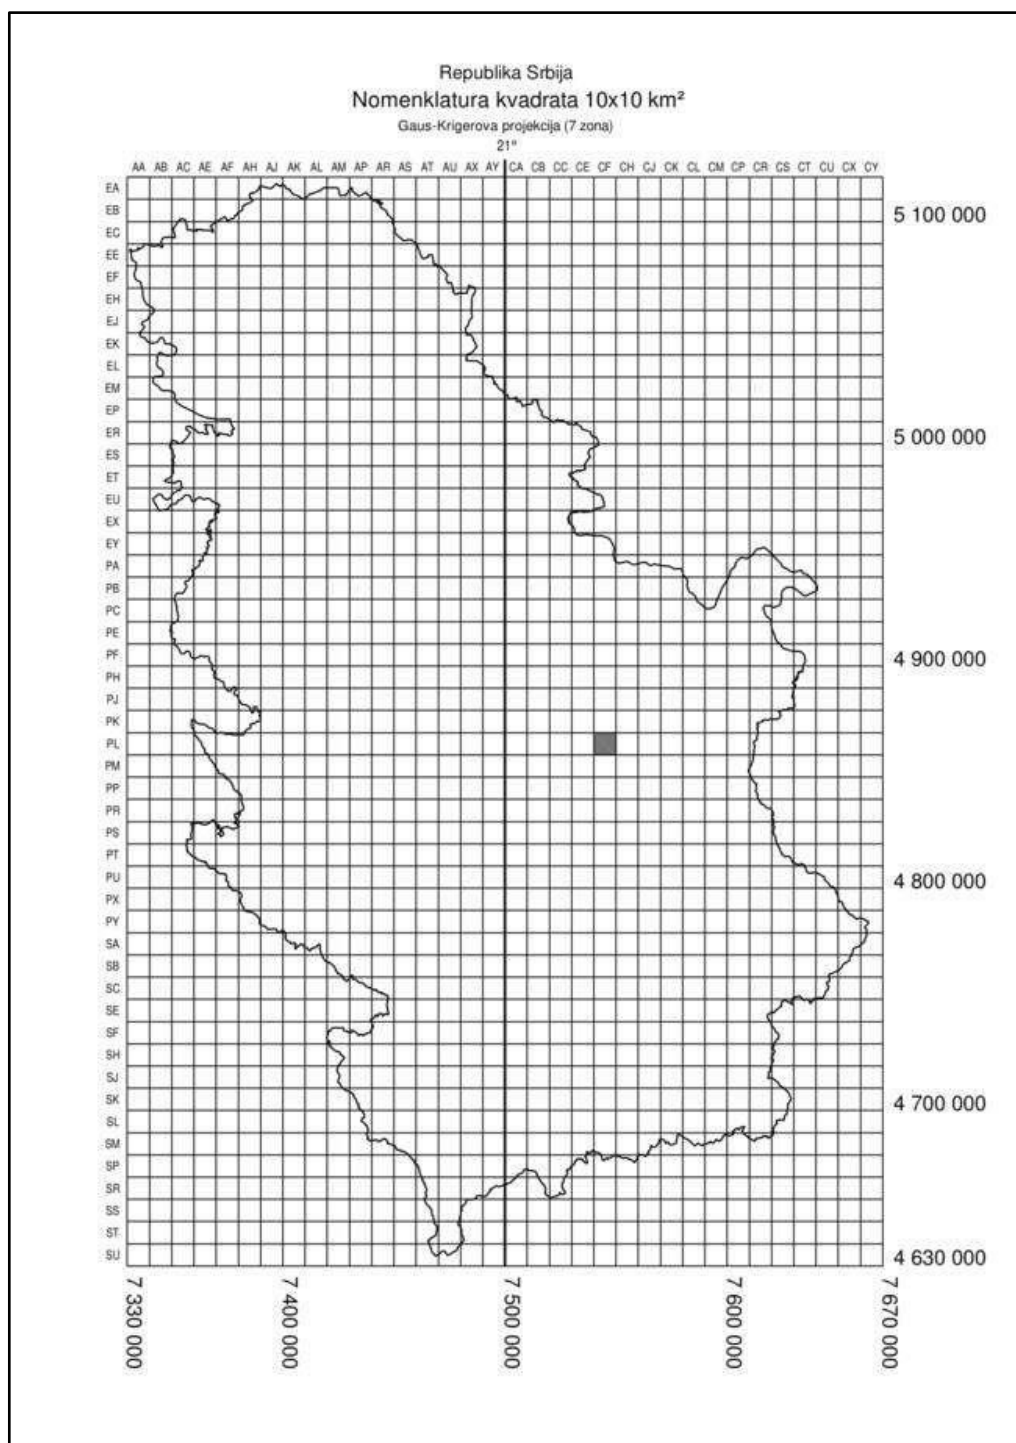 Republika Srbija
Nomenklatura kvadrata 10x10 km²
Gaus-Krigerova projekcija (7 zona)
21º
AA AB AC AE AF AH AJ AK AL AM AP AR AS AT AU AX AY CA CB CC CE CF CH CJ CK CL CM CP CR CS CT CU CX CY
EA
EB
5 100 000
EC
EE
EF
EH
EJ
EK
EL
EM
EP
ER
5 000 000
ES
ET
EU
EX
EY
PA
PB
PC
PE
PF
4 900 000
PH
PJ
PK
PL
PM
PP
PR
PS
PT
PU
4 800 000
PX
PY
SA
SB
SC
SE
SF
SH
SJ
SK
4 700 000
SL
SM
SP
SR
SS
ST
SU
4 630 000
7 330 000
7 400 000
7 500 000
7 600 000
7 670 000